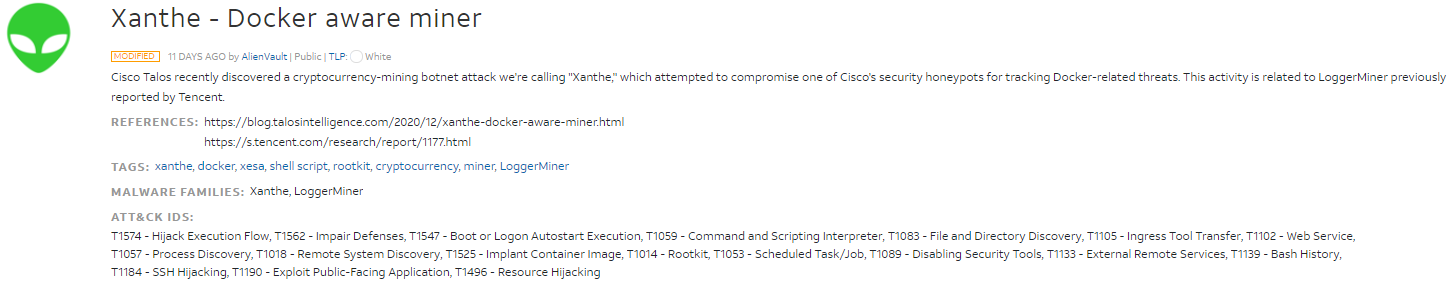 Xanthe - Docker aware miner
MODIFIED 11 DAYS AGO by AlienVault | Public | TLP: White
Cisco Talos recently discovered a cryptocurrency-mining botnet attack we're calling "Xanthe," which attempted to compromise one of Cisco's security honeypots for tracking Docker-related threats. This activity is related to LoggerMiner previously
reported by Tencent.
REFERENCES: https://blog.talosintelligence.com/2020/12/xanthe-docker-aware-miner.html
https://s.tencent.com/research/report/1177.html
TAGS: xanthe, docker, xesa, shell script, rootkit, cryptocurrency, miner, LoggerMiner
MALWARE FAMILIES: Xanthe, LoggerMiner
ATT&CK IDS:
T1574 - Hijack Execution Flow, T1562 - Impair Defenses, T1547 - Boot or Logon Autostart Execution, T1059 - Command and Scripting Interpreter, T1083 - File and Directory Discovery, T1105 - Ingress Tool Transfer, T1102 - Web Service,
T1057 - Process Discovery, T1018 - Remote System Discovery, T1525 - Implant Container Image, T1014 - Rootkit, T1053 - Scheduled Task/Job, T1089 - Disabling Security Tools, T1133 - External Remote Services, T1139 - Bash History,
T1184 - SSH Hijacking, T1190 - Exploit Public-Facing Application, T1496 - Resource Hijacking